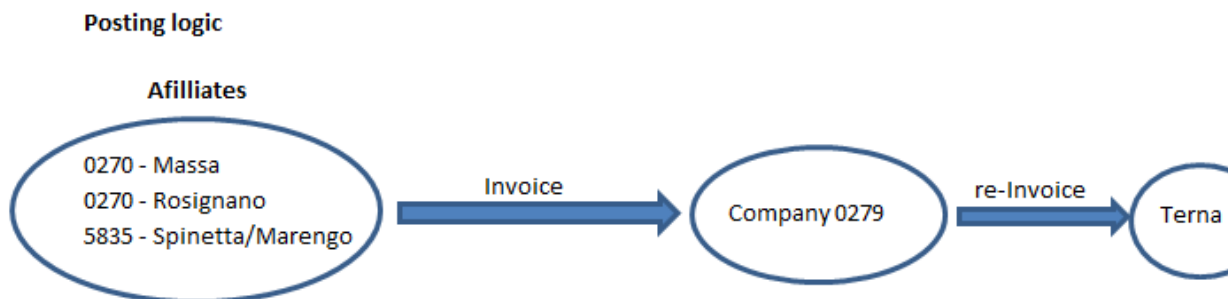 Posting logic
Afilliates
0270 - Massa
0270 - Rosignano
5835 - Spinetta/Marengo
Invoice
Company 0279
re-Invoice
Terna